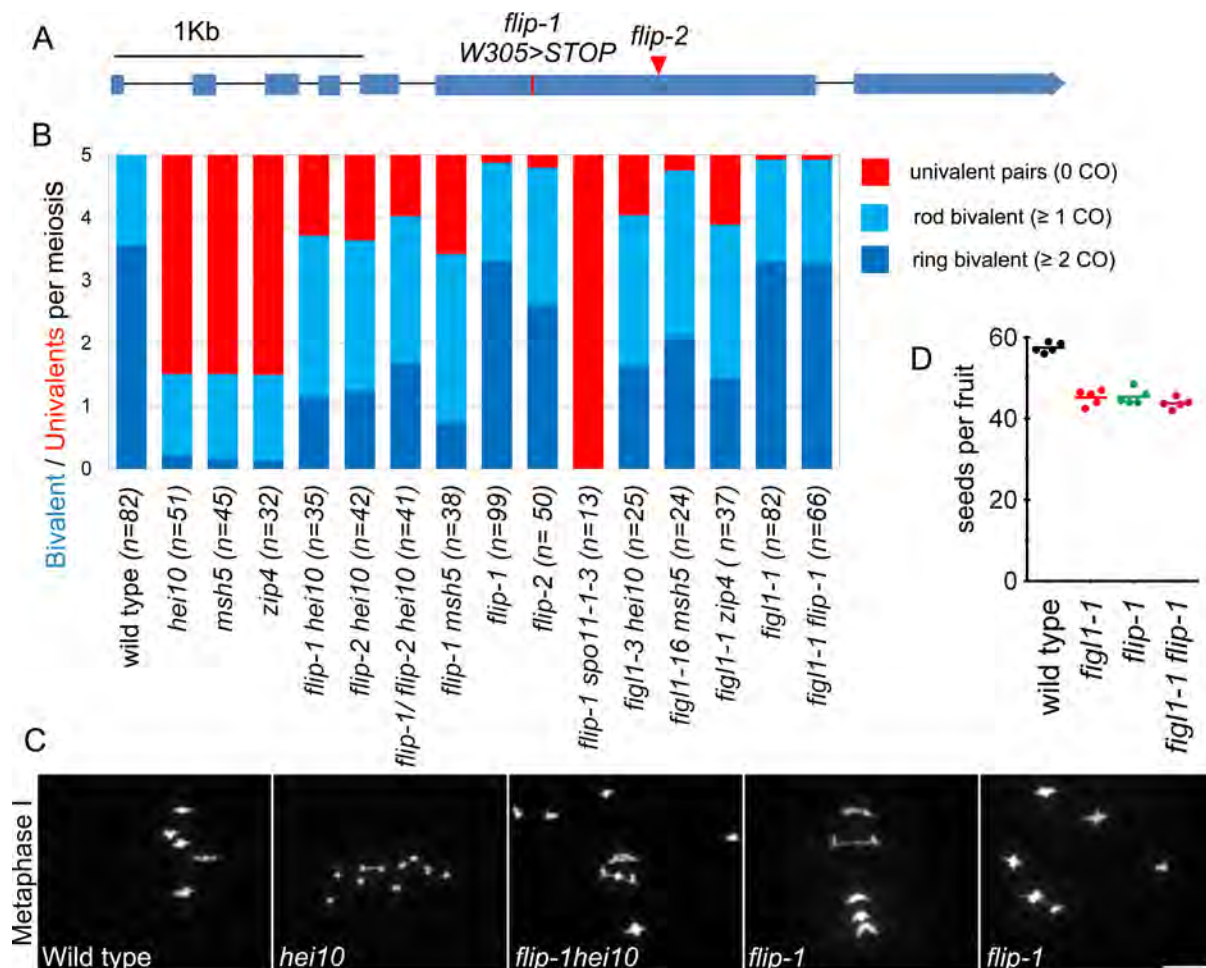 A
1Kb
flip-1
W305>STOP
flip-2
B
Bivalent / Univalents per meiosis
5
4
3
2
1
0
univalent pairs (0 CO)
rod bivalent (≥ 1 CO)
ring bivalent (≥ 2 CO)
wild type (n=82)
hei10 (n=51)
msh5 (n=45)
zip4 (n=32)
flip-1 hei10 (n=35)
flip-2 hei10 (n=42)
flip-1/ flip-2 hei10 (n=41)
flip-1 msh5 (n=38)
flip-1 (n=99)
flip-2 (n= 50)
flip-1 spo11-1-3 (n=13)
figl1-3 hei10 (n=25)
figl1-16 msh5 (n=24)
figl1-1 zip4 ( n=37)
figl1-1 (n=82)
figl1-1 flip-1 (n=66)
D
seeds per fruit
60
40
20
0
wild type
figl1-1
flip-1
figl1-1 flip-1
C
Metaphase I
Wild type
hei10
flip-1hei10
flip-1
flip-1